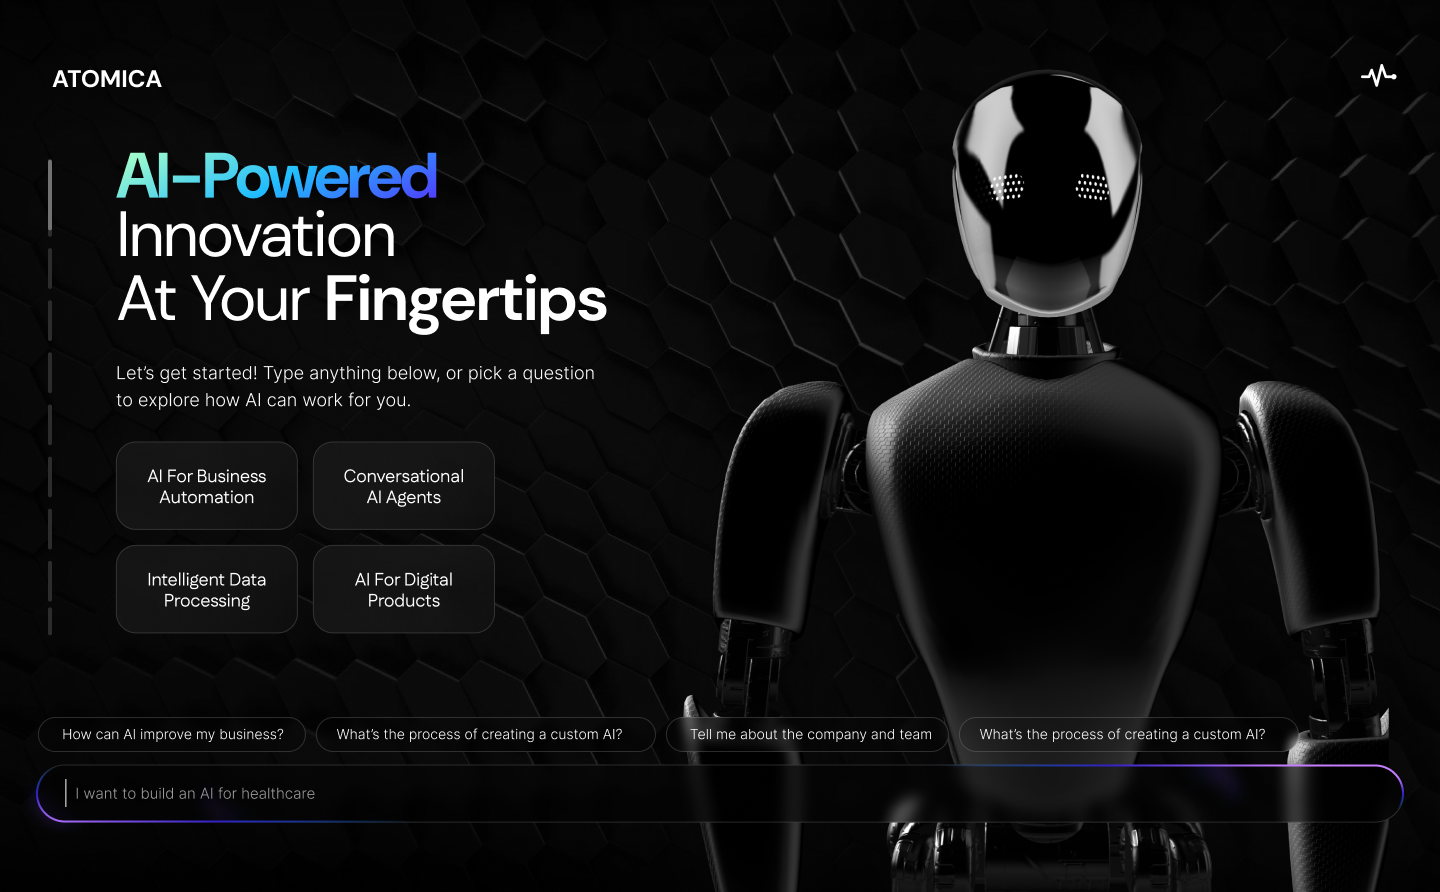 ATOMICA
AI-Powered
Innovation
At Your Fingertips
Let’s get started! Type anything below, or pick a question
to explore how AI can work for you.
AI For Business
Automation
Conversational
AI Agents
Intelligent Data
Processing
AI For Digital
Products
How can AI improve my business?
What’s the process of creating a custom AI?
Tell me about the company and team
What’s the process of creating a custom AI?
I want to build an AI for healthcare